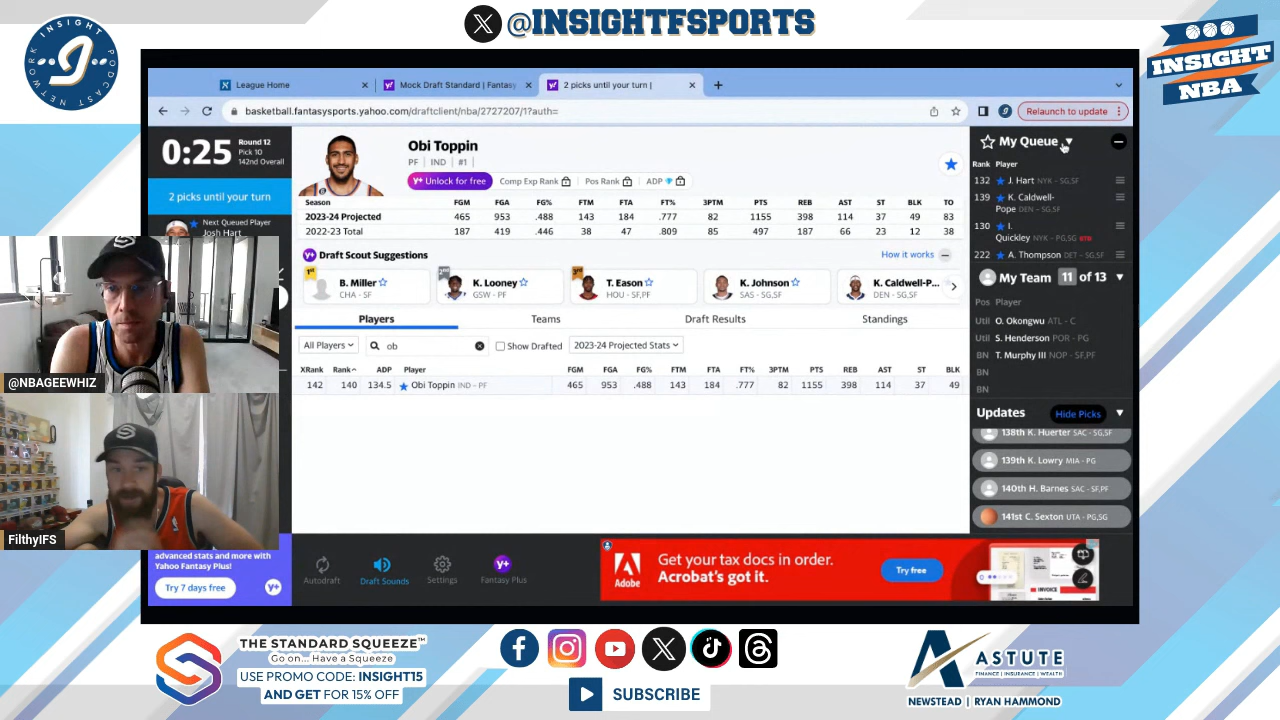 @INSIGHTFSPORTS
INSIGHT
PODCAST NETWORK
INSIGHT
NBA
League Home
Mock Draft Standard | Fantasy
2 picks until your turn |
basketball.fantasysports.yahoo.com/draftclient/nba/2727207/1?auth=
Relaunch to update
0:25
Round 12
Pick 10
142nd Overall
2 picks until your turn
Next Queued Player
Josh Hart
@NBAGEEWHIZ
FilthyIFS
advanced stats and more with
Yahoo Fantasy Plus!
Try 7 days free
y+
Obi Toppin
PF | IND | #1 |
y+ Unlock for free
Comp Exp Rank
Pos Rank
ADP
Season FGM FGA FG% FTM FTA FT% 3PTM PTS REB AST ST BLK TO
2023-24 Projected 465 953 .488 143 184 .777 82 1155 398 114 37 49 83
2022-23 Total 187 419 .446 38 47 .809 85 497 187 66 23 12 38
y+ Draft Scout Suggestions
How it works
1st
B. Miller
CHA - SF
2nd
K. Looney
GSW - PF
3rd
T. Eason
HOU - SF,PF
K. Johnson
SAS - SG,SF
K. Caldwell-P...
DEN - SG,SF
Players
Teams
Draft Results
Standings
All Players
ob
Show Drafted
2023-24 Projected Stats
XRank Rank ADP Player FGM FGA FG% FTM FTA FT% 3PTM PTS REB AST ST BLK
142 140 134.5 Obi Toppin IND - PF 465 953 .488 143 184 .777 82 1155 398 114 37 49
My Queue
Rank Player
132 J. Hart NYK - SG,SF
139 K. Caldwell-
Pope DEN - SG,SF
130 I.
Quickley NYK - PG,SG
222 A. Thompson DET - SG,SF
My Team 11 of 13
Pos Player
Util O. Okongwu ATL - C
Util S. Henderson POR - PG
BN T. Murphy III NOP - SF,PF
BN
BN
Updates
Hide Picks
138th K. Huerter SAC - SG,SF
139th K. Lowry MIA - PG
140th H. Barnes SAC - SF,PF
141st C. Sexton UTA - PG,SG
Autodraft
Draft Sounds
Settings
y+
Fantasy Plus
Adobe
Get your tax docs in order.
Acrobat's got it.
Try free
INVOICE
THE STANDARD SQUEEZE™
Go on... Have a Squeeze
USE PROMO CODE: INSIGHT15
AND GET FOR 15% OFF
SUBSCRIBE
ASTUTE
FINANCE | INSURANCE | WEALTH
NEWSTEAD | RYAN HAMMOND